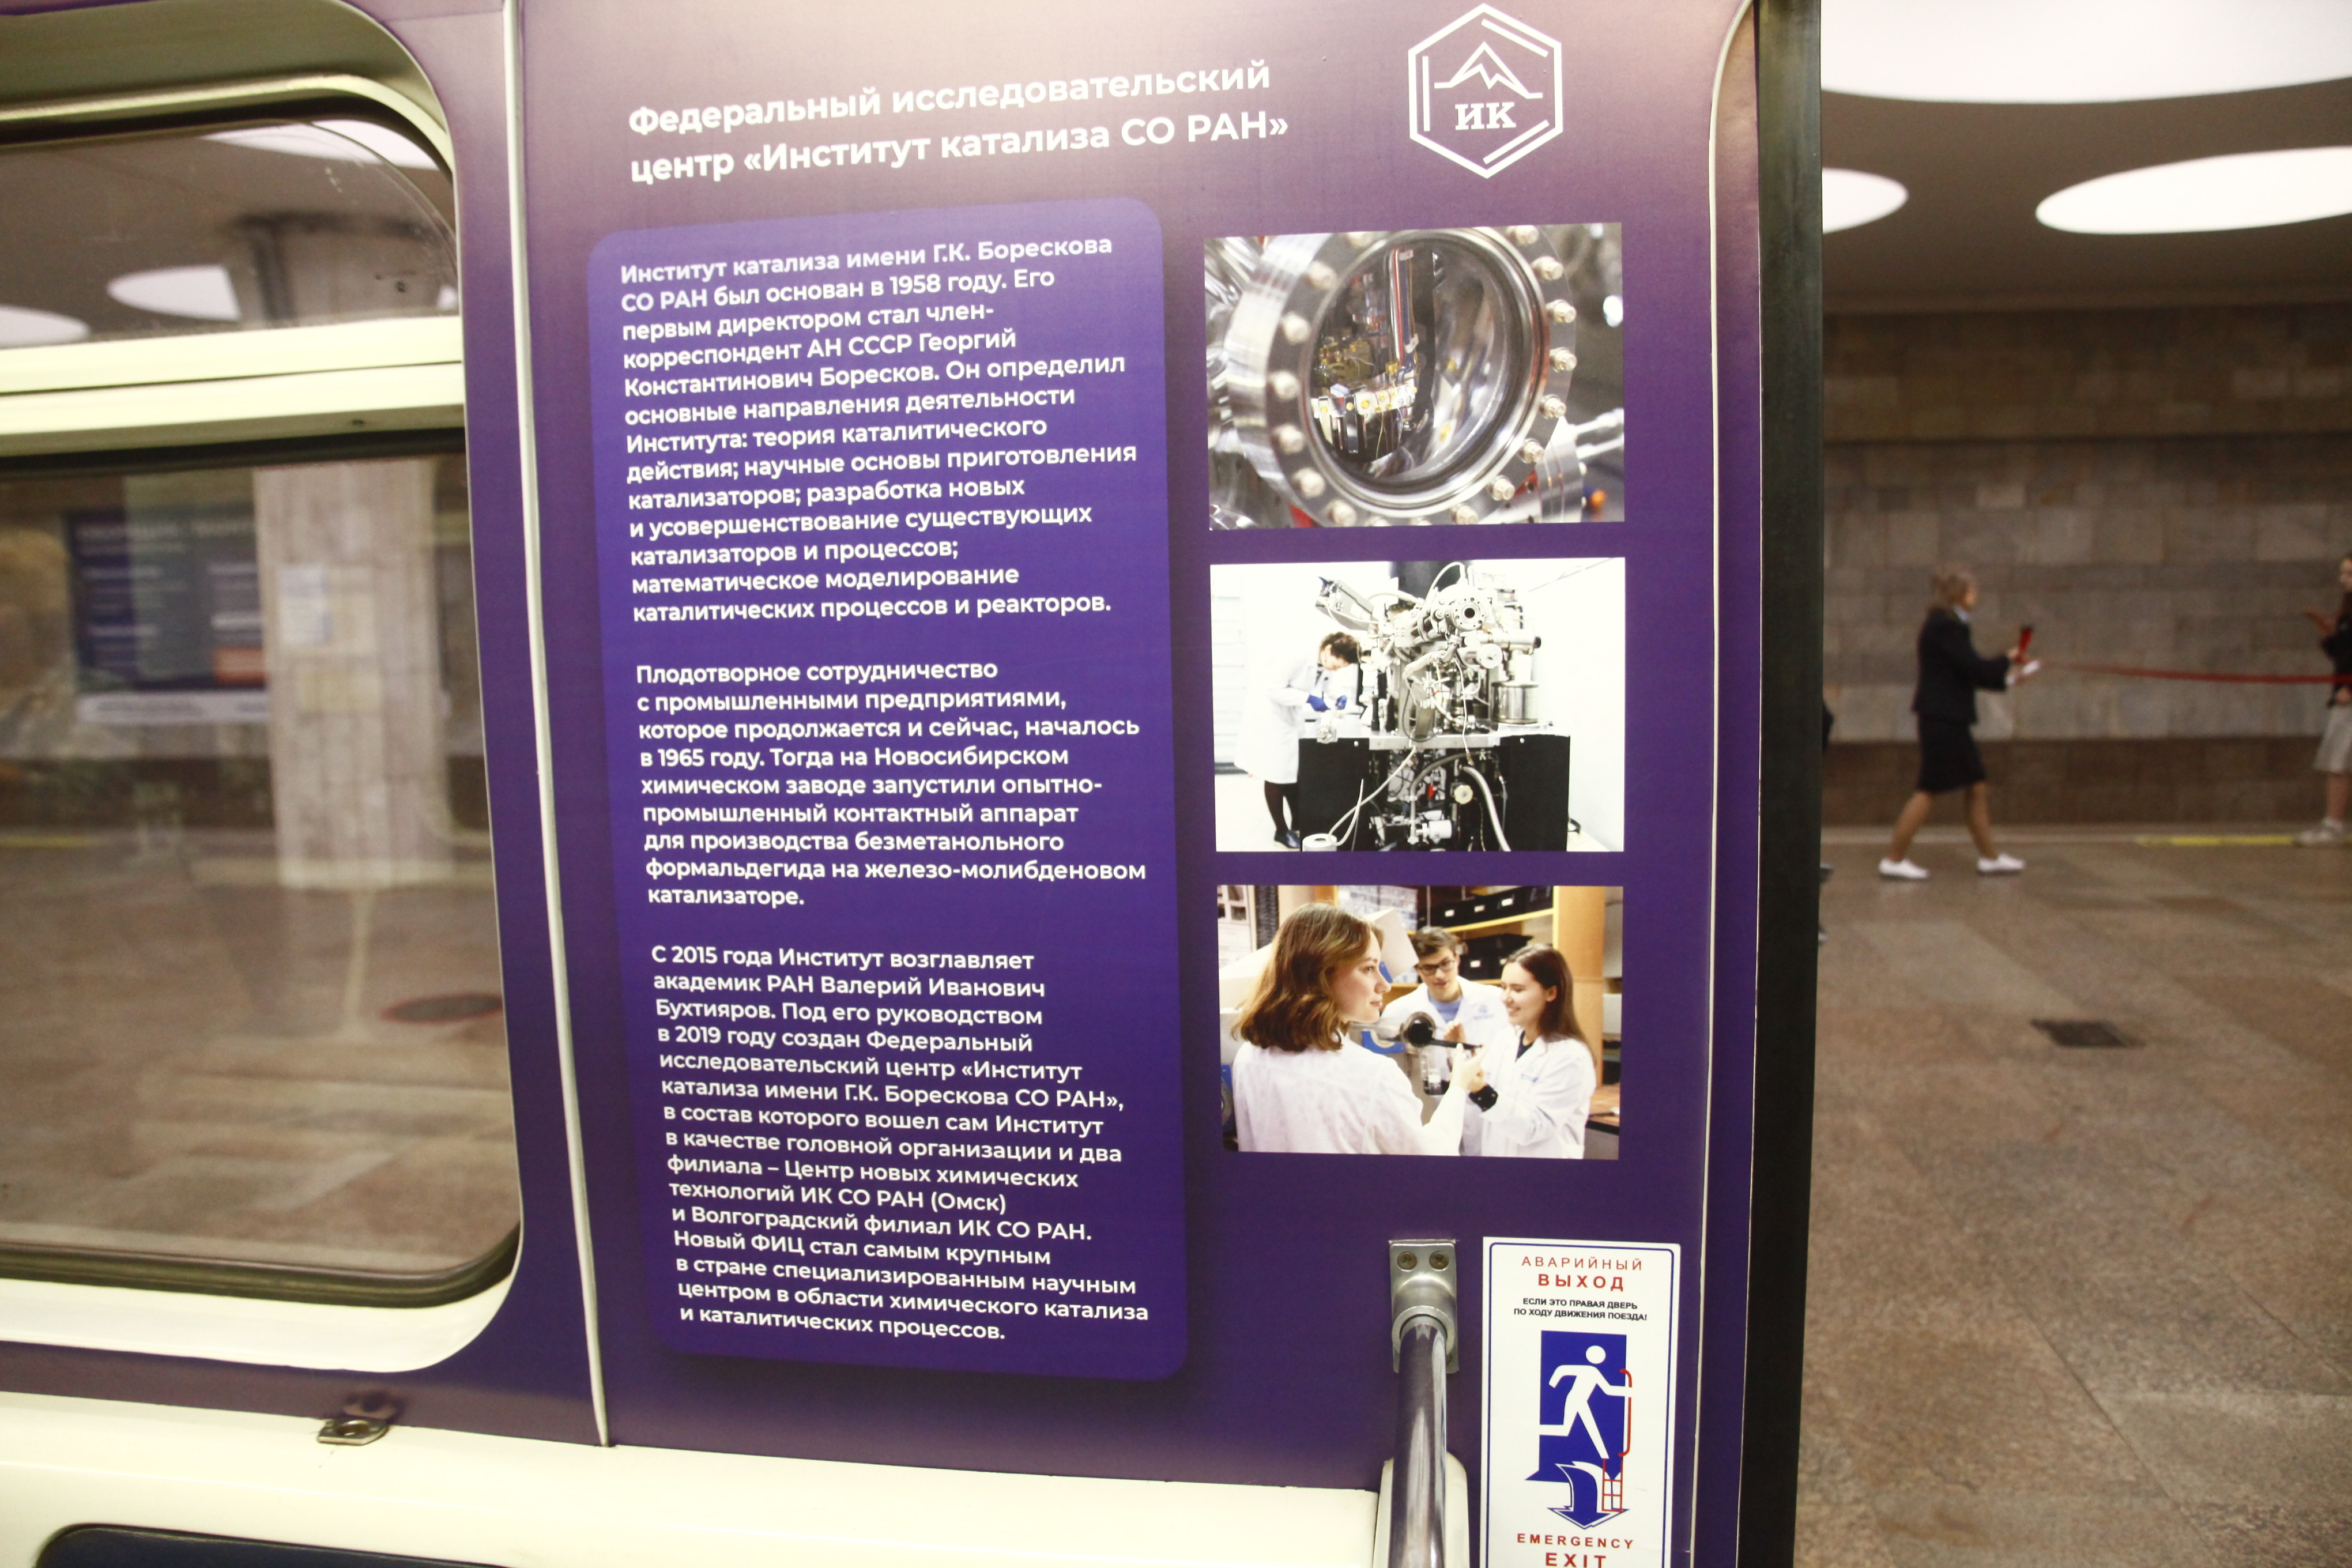 Федеральный исследовательский
центр «Институт катализа СО РАН»
ИК
Институт катализа имени Г.К. Борескова
СО РАН был основан в 1958 году. Его
первым директором стал член-
корреспондент АН СССР Георгий
Константинович Боресков. Он определил
основные направления деятельности
Института: теория каталитического
действия; научные основы приготовления
катализаторов; разработка новых
и усовершенствование существующих
катализаторов и процессов;
математическое моделирование
каталитических процессов и реакторов.
Плодотворное сотрудничество
с промышленными предприятиями,
которое продолжается и сейчас, началось
в 1965 году. Тогда на Новосибирском
химическом заводе запустили опытно-
промышленный контактный аппарат
для производства безметанольного
формальдегида на железо-молибденовом
катализаторе.
С 2015 года Институт возглавляет
академик РАН Валерий Иванович
Бухтияров. Под его руководством
в 2019 году создан Федеральный
исследовательский центр «Институт
катализа имени Г.К. Борескова СО РАН»,
в состав которого вошел сам Институт
в качестве головной организации и два
филиала – Центр новых химических
технологий ИК СО РАН (Омск)
и Волгоградский филиал ИК СО РАН.
Новый ФИЦ стал самым крупным
в стране специализированным научным
центром в области химического катализа
и каталитических процессов.
АВАРИЙНЫЙ
ВЫХОД
ЕСЛИ ЭТО ПРАВАЯ ДВЕРЬ
ПО ХОДУ ДВИЖЕНИЯ ПОЕЗДА!
EMERGENCY
EXIT